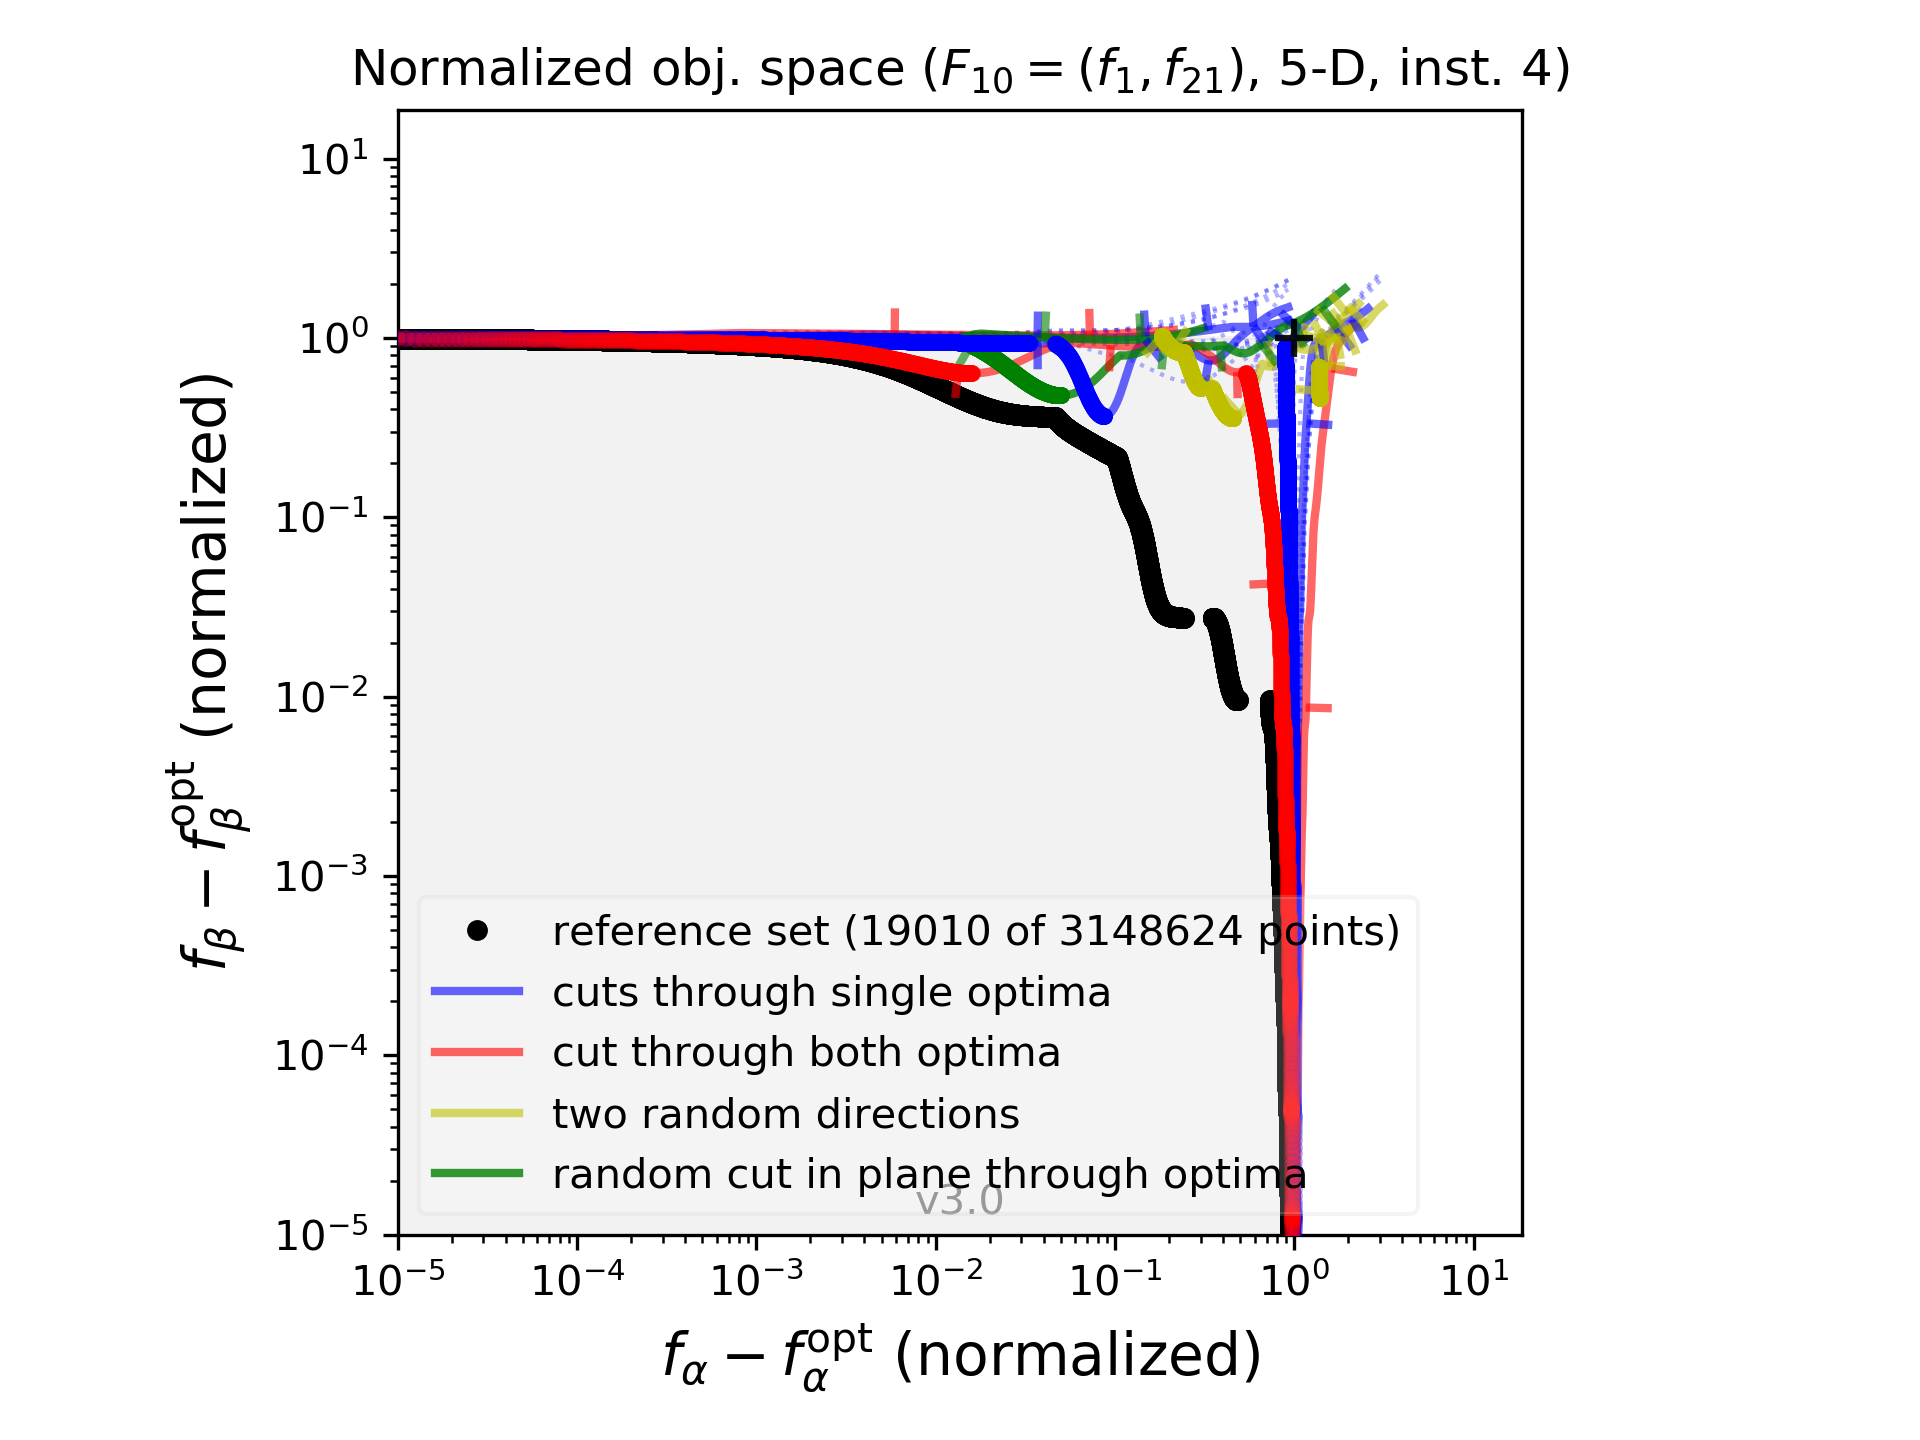 Normalized obj. space ($F_{10} = (f_1, f_{21})$, 5-D, inst. 4)
$f_\beta - f_\beta^{\mathrm{opt}}$ (normalized)
$10^1$
$10^0$
$10^{-1}$
$10^{-2}$
$10^{-3}$
$10^{-4}$
$10^{-5}$
reference set (19010 of 3148624 points)
cuts through single optima
cut through both optima
two random directions
random cut in plane through optima
v3.0
$10^{-5}$ $10^{-4}$ $10^{-3}$ $10^{-2}$ $10^{-1}$ $10^0$ $10^1$
$f_\alpha - f_\alpha^{\mathrm{opt}}$ (normalized)